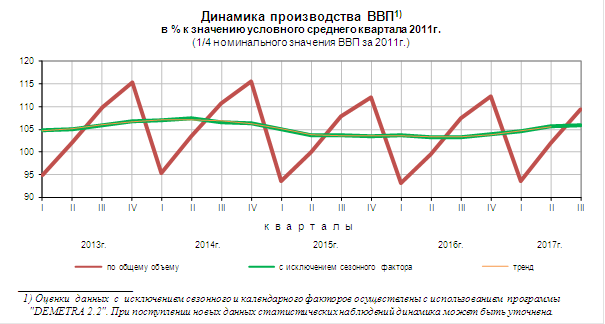 Динамика производства ВВП1)
в % к значению условного среднего квартала 2011г.
(1/4 номинального значения ВВП за 2011г.)
120
115
110
105
100
95
90
I II III IV I II III IV I II III IV I II III IV I II III
кварталы
2013г. 2014г. 2015г. 2016г. 2017г.
по общему объему с исключением сезонного фактора тренд
1) Оценки данных с исключением сезонного и календарного факторов осуществлены с использованием программы
"DEMETRA 2.2". При поступлении новых данных статистических наблюдений динамика может быть уточнена.